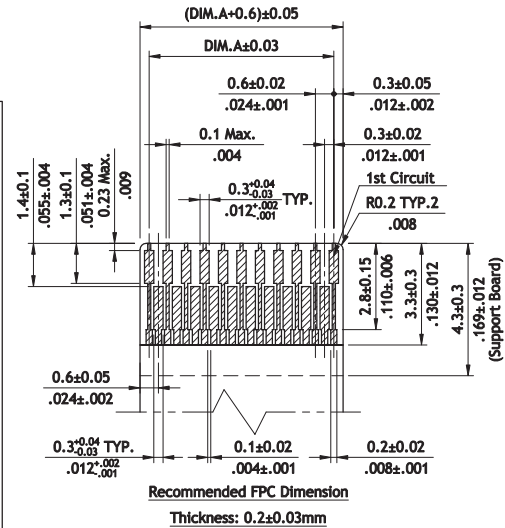 (DIM.A+0.6)±0.05
DIM.A±0.03
0.6±0.02
.024±.001
0.3±0.05
.012±.002
0.1 Max.
.004
0.3±0.02
.012±.001
1.4±0.1
.055±.004
1.3±0.1
.051±.004
0.23 Max.
.009
0.3+0.04-0.03 TYP.
.012+.002-.001
1st Circuit
R0.2 TYP.2
.008
2.8±0.15
.110±.006
3.3±0.3
.130±.012
4.3±0.3
.169±.012
(Support Board)
0.6±0.05
.024±.002
0.3+0.04-0.03 TYP.
.012+.002-.001
0.1±0.02
.004±.001
0.2±0.02
.008±.001
Recommended FPC Dimension
Thickness: 0.2±0.03mm